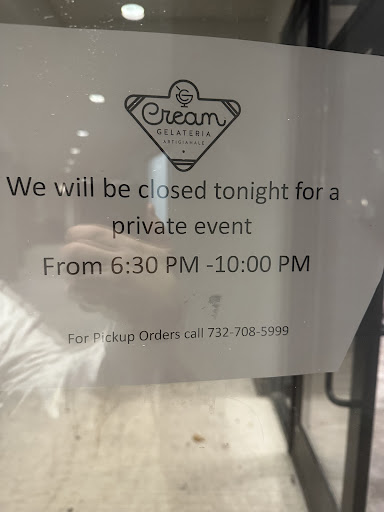 Cream
GELATERIA
ARTIGIANALE
We will be closed tonight for a
private event
From 6:30 PM -10:00 PM
For Pickup Orders call 732-708-5999